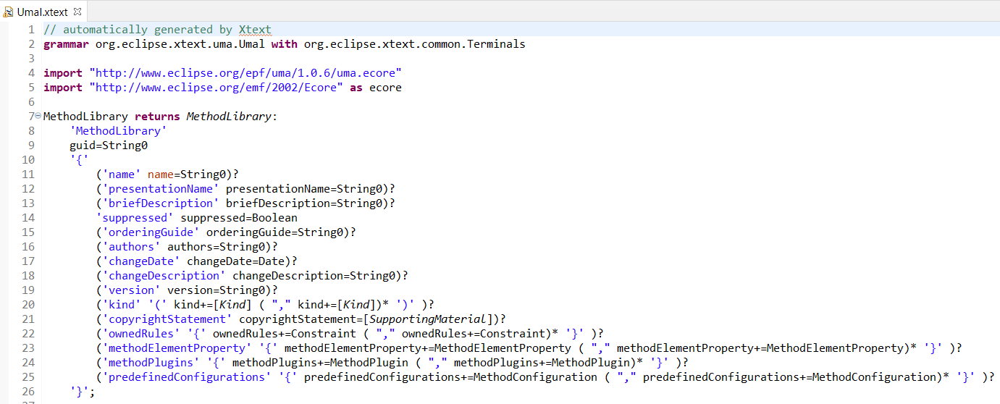 Umal.xtext
1 // automatically generated by Xtext
2 grammar org.eclipse.xtext.uma.Umal with org.eclipse.xtext.common.Terminals
3
4 import "http://www.eclipse.org/epf/uma/1.0.6/uma.ecore"
5 import "http://www.eclipse.org/emf/2002/Ecore" as ecore
6
7 MethodLibrary returns MethodLibrary:
8     'MethodLibrary'
9     guid=String0
10     '{'
11         ('name' name=String0)?
12         ('presentationName' presentationName=String0)?
13         ('briefDescription' briefDescription=String0)?
14         'suppressed' suppressed=Boolean
15         ('orderingGuide' orderingGuide=String0)?
16         ('authors' authors=String0)?
17         ('changeDate' changeDate=Date)?
18         ('changeDescription' changeDescription=String0)?
19         ('version' version=String0)?
20         ('kind' '(' kind+=[Kind] ( "," kind+=[Kind])* ')' )?
21         ('copyrightStatement' copyrightStatement=[SupportingMaterial])?
22         ('ownedRules' '{' ownedRules+=Constraint ( "," ownedRules+=Constraint)* '}' )?
23         ('methodElementProperty' '{' methodElementProperty+=MethodElementProperty ( "," methodElementProperty+=MethodElementProperty)* '}' )?
24         ('methodPlugins' '{' methodPlugins+=MethodPlugin ( "," methodPlugins+=MethodPlugin)* '}' )?
25         ('predefinedConfigurations' '{' predefinedConfigurations+=MethodConfiguration ( "," predefinedConfigurations+=MethodConfiguration)* '}' )?
26     '}';